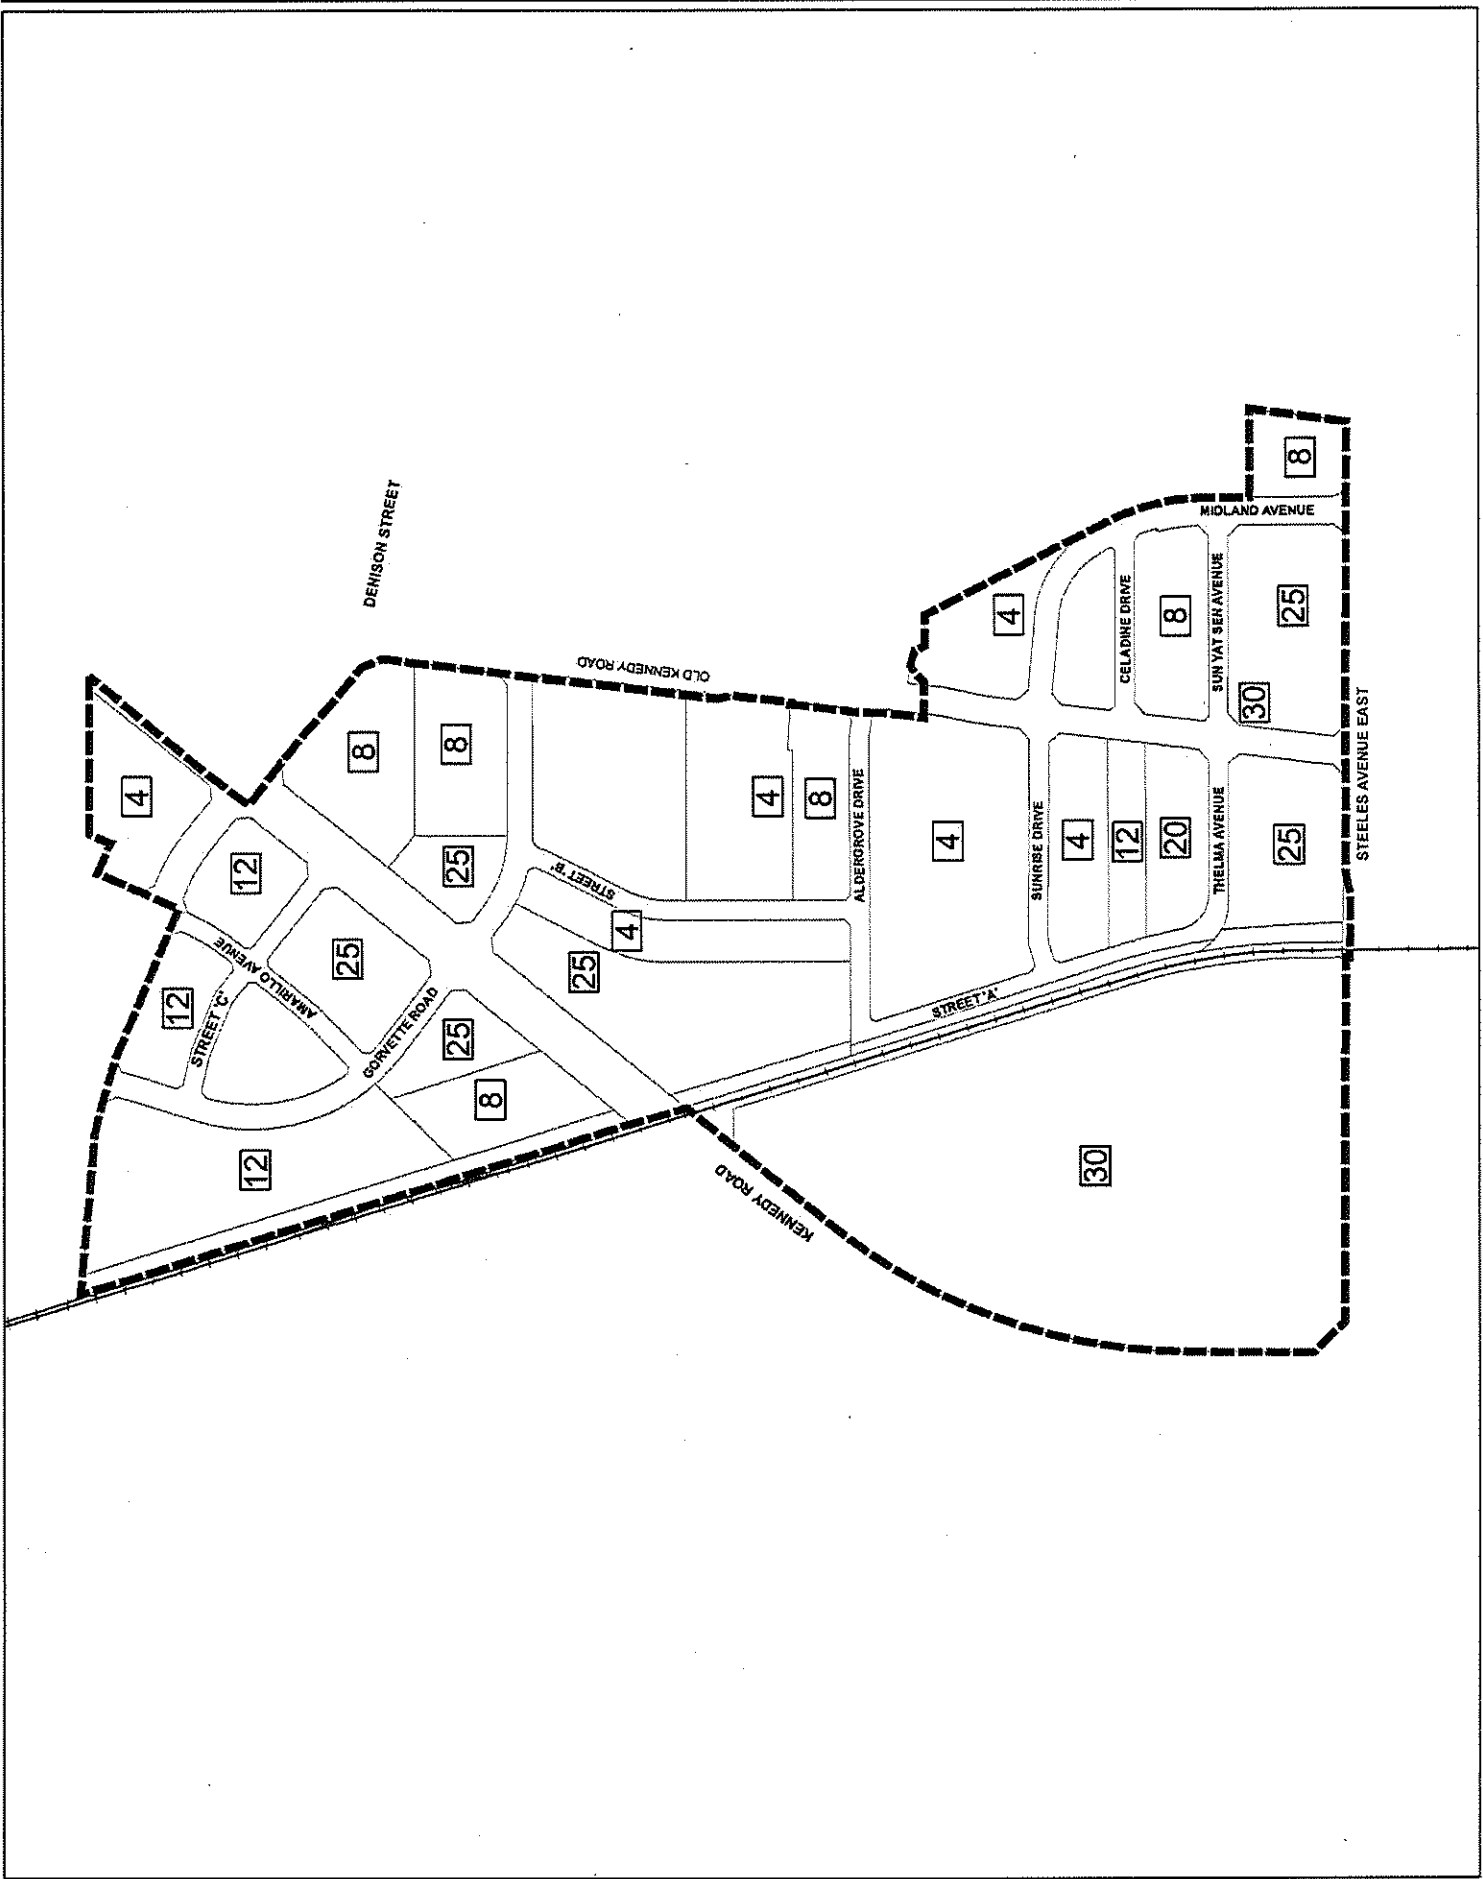 DENISON STREET
4
OLD KENNEDY ROAD
8
8
12
25
12
AMARILLO AVENUE
STREET 'C'
25
GORVETTE ROAD
25
8
12
STREET 'B'
4
25
4
8
ALDERGROVE DRIVE
4
4
SUNRISE DRIVE
4
12
20
THELMA AVENUE
25
STREET 'A'
CELADINE DRIVE
8
SUN YAT SEN AVENUE
30
25
MIDLAND AVENUE
8
STEELES AVENUE EAST
KENNEDY ROAD
30